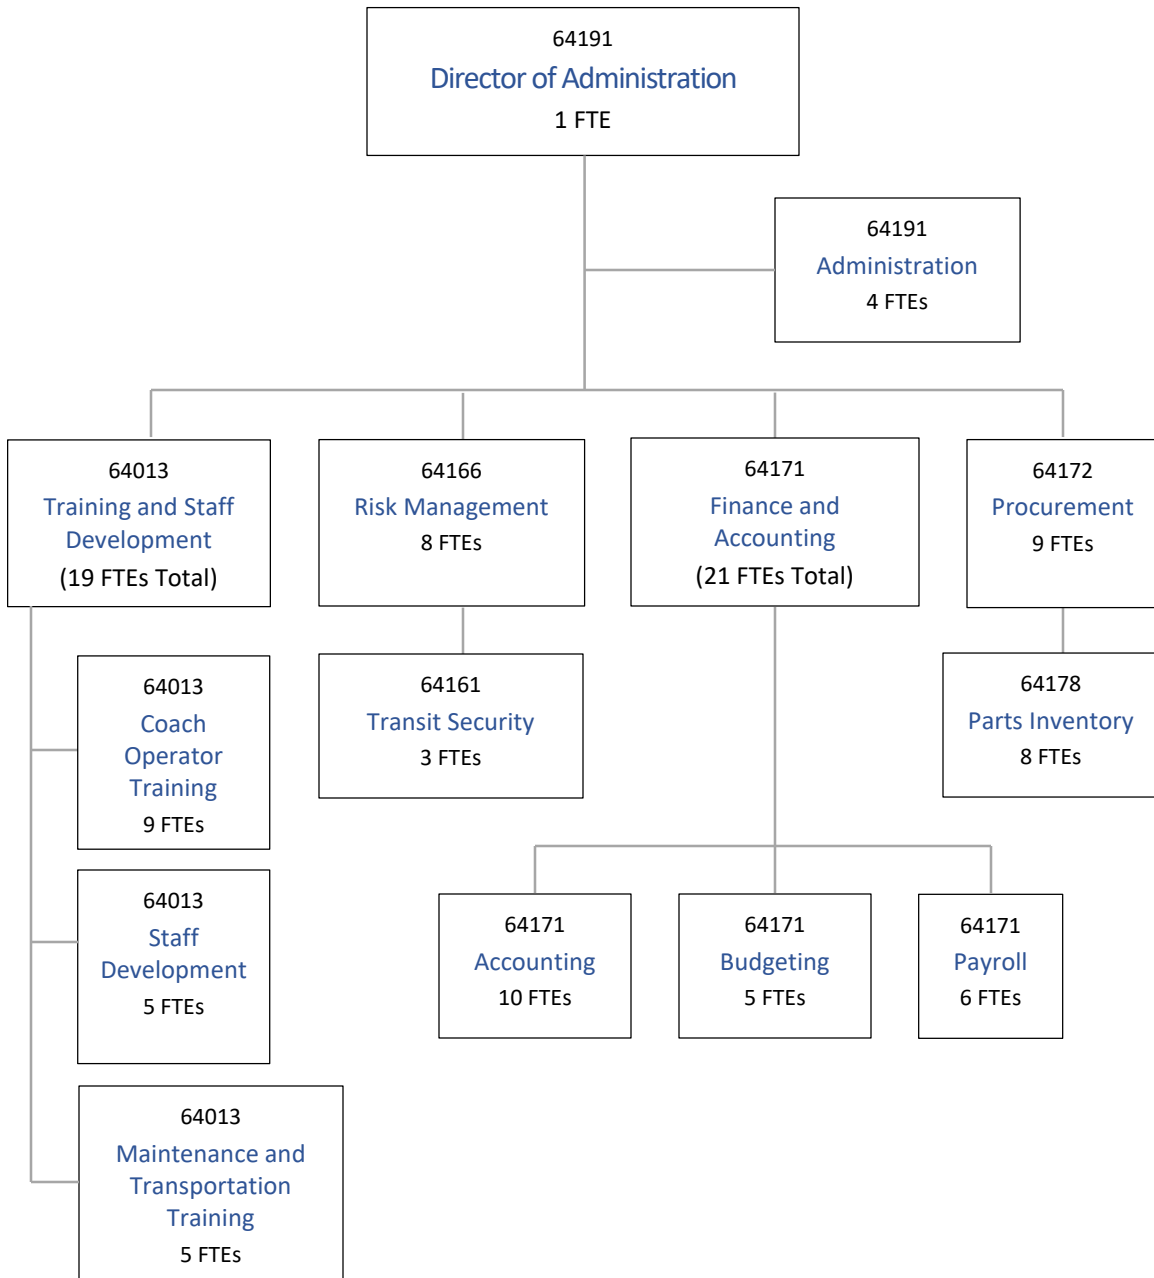 64191
Director of Administration
1 FTE
64191
Administration
4 FTEs
64013
Training and Staff
Development
(19 FTEs Total)
64166
Risk Management
8 FTEs
64171
Finance and
Accounting
(21 FTEs Total)
64172
Procurement
9 FTEs
64013
Coach
Operator
Training
9 FTEs
64161
Transit Security
3 FTEs
64178
Parts Inventory
8 FTEs
64013
Staff
Development
5 FTEs
64171
Accounting
10 FTEs
64171
Budgeting
5 FTEs
64171
Payroll
6 FTEs
64013
Maintenance and
Transportation
Training
5 FTEs